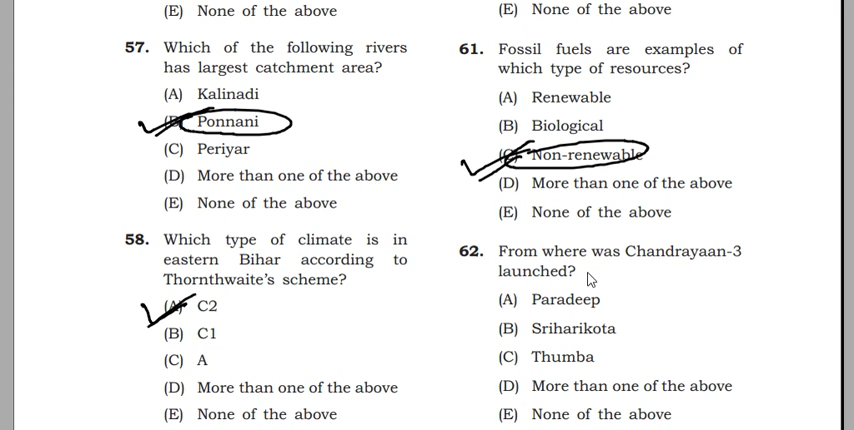 (E) None of the above
57. Which of the following rivers
has largest catchment area?
(A) Kalinadi
Ponnani
(C) Periyar
(D) More than one of the above
(E) None of the above
58. Which type of climate is in
eastern Bihar according to
Thornthwaite's scheme?
(A) C2
(B) C1
(C) A
(D) More than one of the above
(E) None of the above
(E) None of the above
61. Fossil fuels are examples of
which type of resources?
(A) Renewable
(B) Biological
Non-renewable
(D) More than one of the above
(E) None of the above
62. From where was Chandrayaan-3
launched?
(A) Paradeep
(B) Sriharikota
(C) Thumba
(D) More than one of the above
(E) None of the above